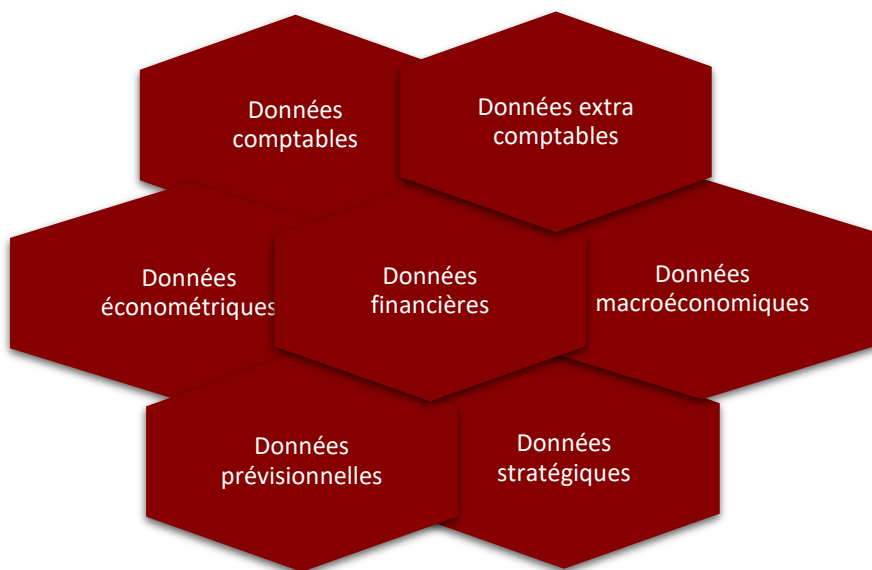 Données
comptables
Données extra
comptables
Données
économétriques
Données
financières
Données
macroéconomiques
Données
prévisionnelles
Données
stratégiques